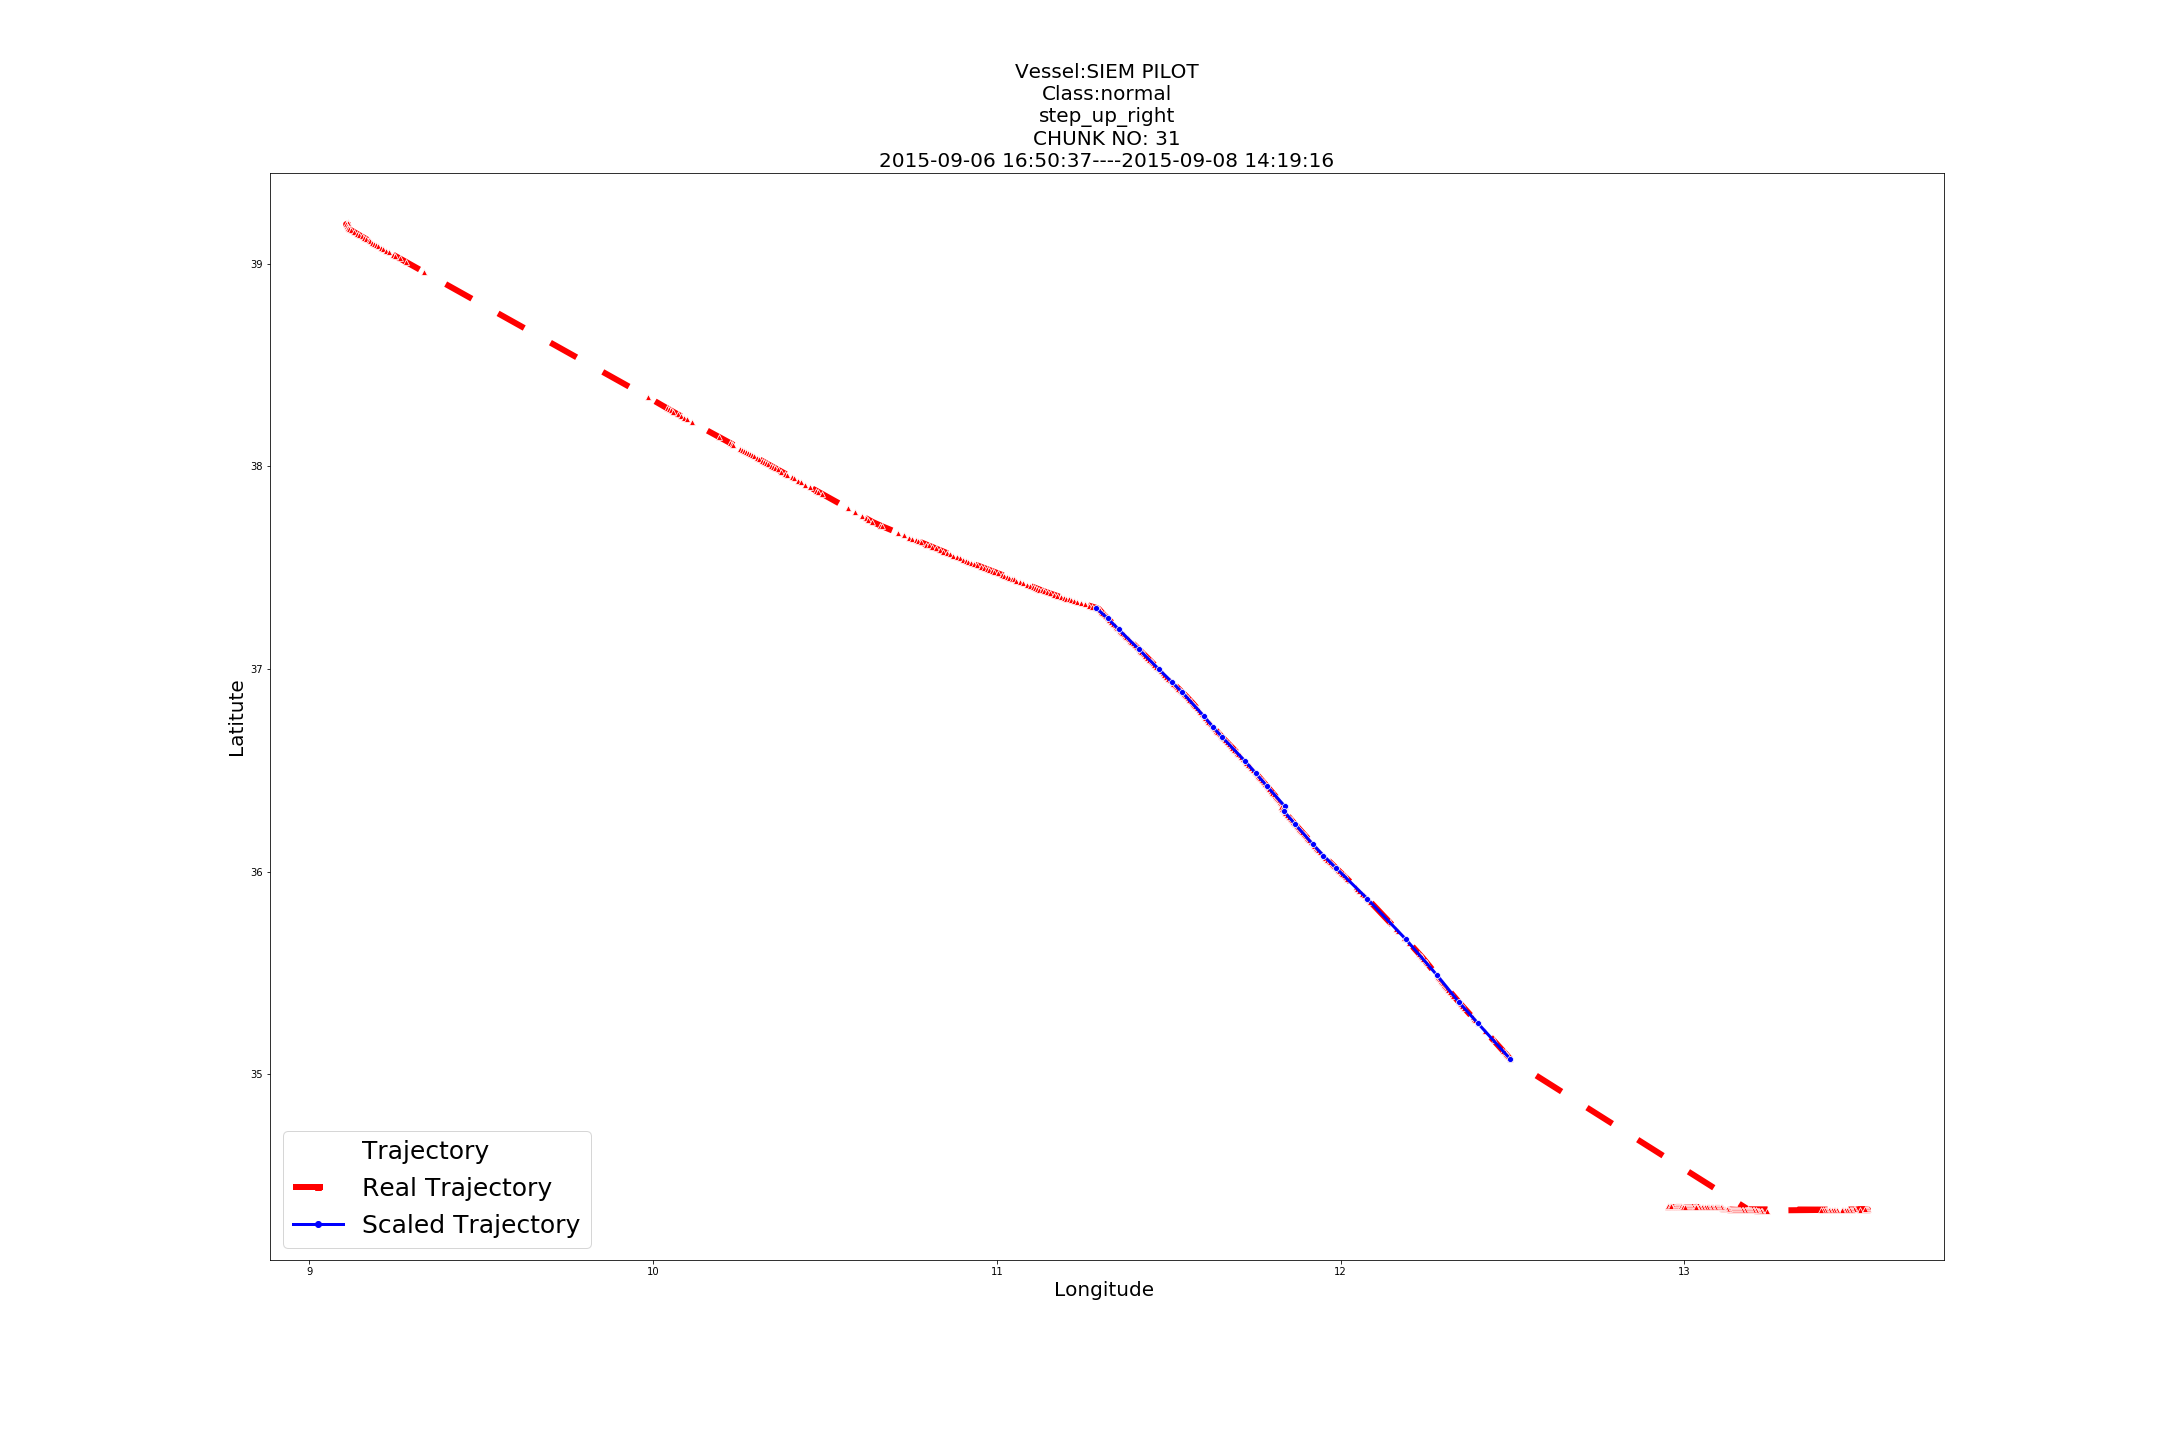 Vessel:SIEM PILOT
Class:normal
step_up_right
CHUNK NO: 31
2015-09-06 16:50:37----2015-09-08 14:19:16
39
38
37
36
35
Latitute
Trajectory
Real Trajectory
Scaled Trajectory
9
10
11
12
13
Longitude